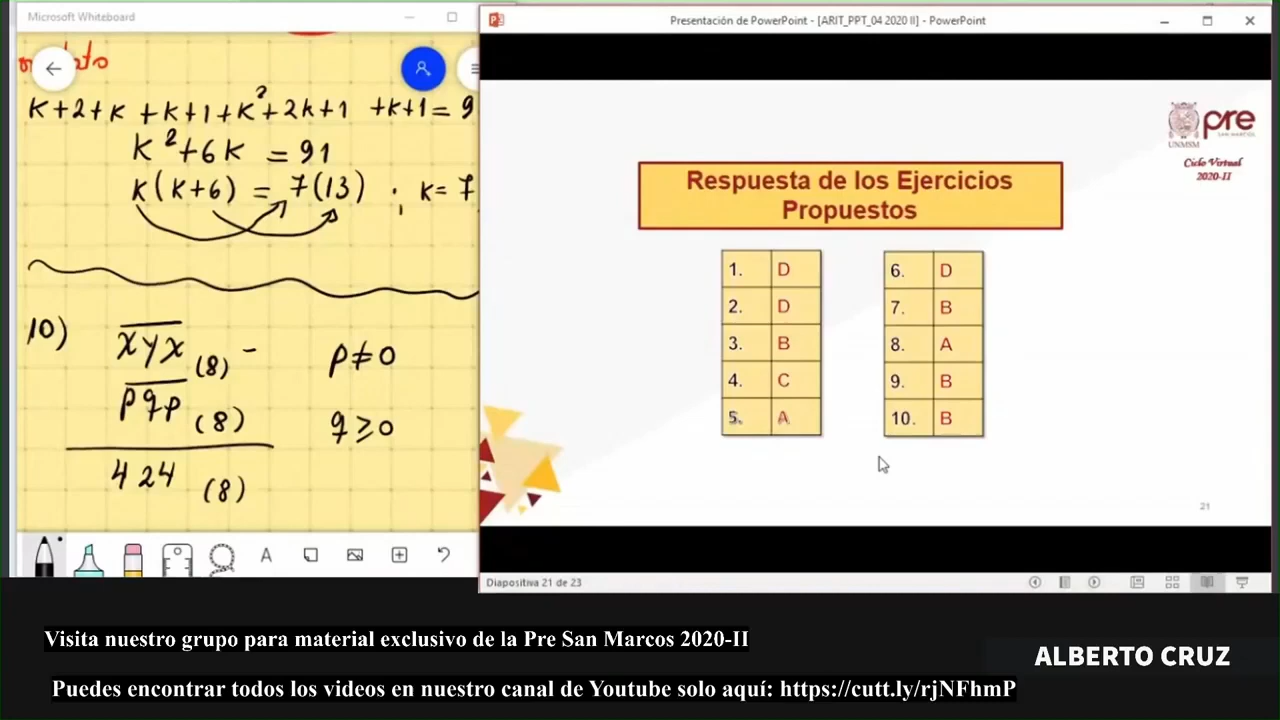 Microsoft Whiteboard
K+2+K+K+1+K²+2K+1 +K+1=9
K²+6K = 91
K(K+6) = 7(13) ; K=7
10) xyx (8) - p≠0
pqp (8) q≥0
424 (8)
Presentación de PowerPoint - [ARIT_PPT_04 2020 II] - PowerPoint
pre
SAN MARCOS
UNMSM
Ciclo Virtual
2020-II
Respuesta de los Ejercicios
Propuestos
1. D 6. D
2. D 7. B
3. B 8. A
4. C 9. B
5. A 10. B
21
Diapositiva 21 de 23
Visita nuestro grupo para material exclusivo de la Pre San Marcos 2020-II
ALBERTO CRUZ
Puedes encontrar todos los videos en nuestro canal de Youtube solo aquí: https://cutt.ly/rjNFhmP